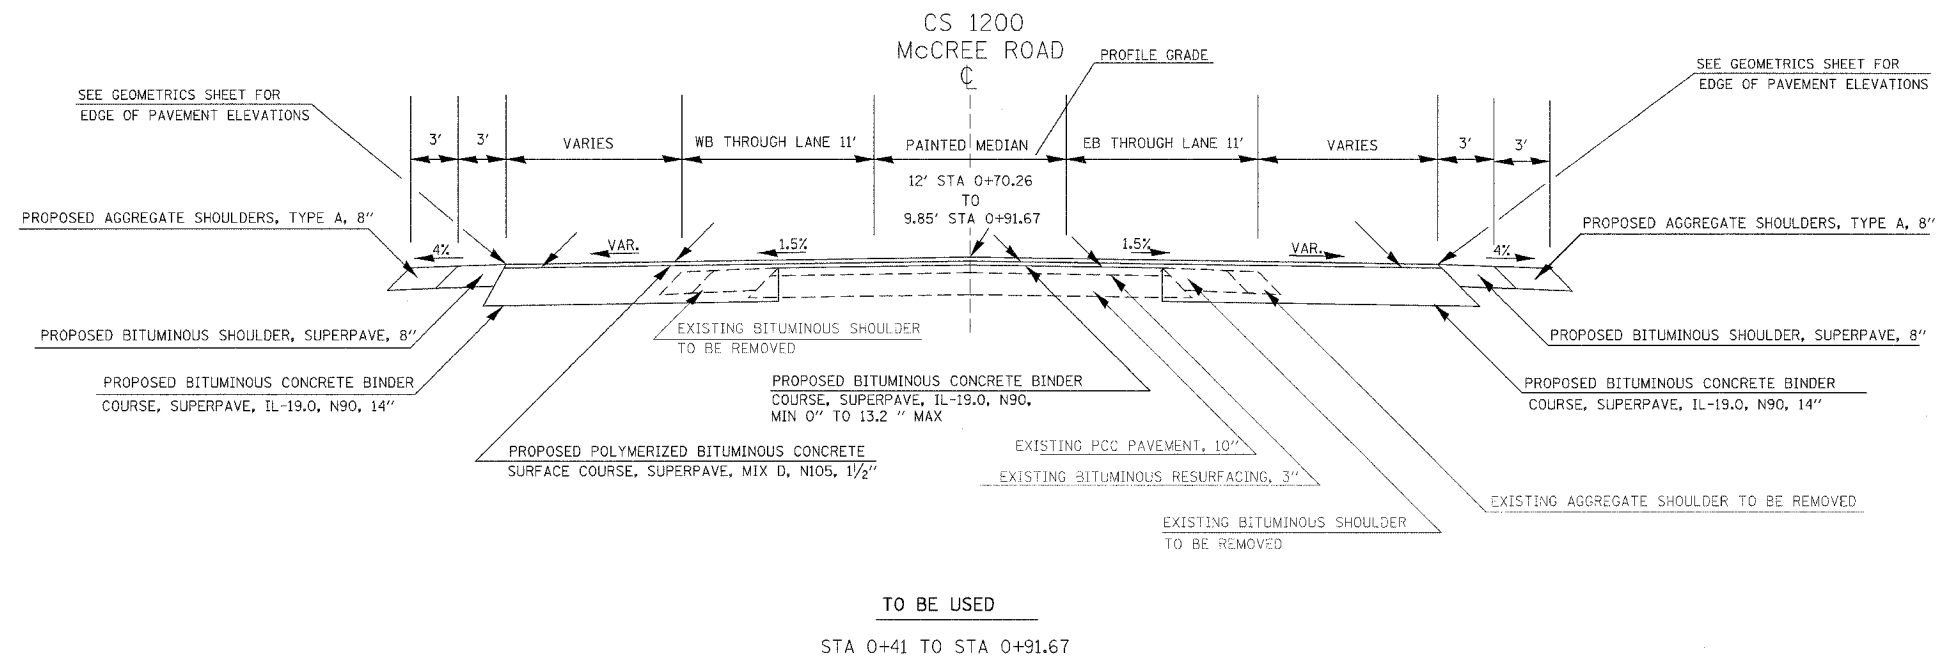 CS 1200
McCREE ROAD
℄
PROFILE GRADE
SEE GEOMETRICS SHEET FOR
EDGE OF PAVEMENT ELEVATIONS
SEE GEOMETRICS SHEET FOR
EDGE OF PAVEMENT ELEVATIONS
3' 3' VARIES WB THROUGH LANE 11' PAINTED MEDIAN EB THROUGH LANE 11' VARIES 3' 3'
12' STA 0+70.26
TO
9.85' STA 0+91.67
PROPOSED AGGREGATE SHOULDERS, TYPE A, 8"
PROPOSED AGGREGATE SHOULDERS, TYPE A, 8"
4% VAR. 1.5% 1.5% VAR. 4%
EXISTING BITUMINOUS SHOULDER
TO BE REMOVED
PROPOSED BITUMINOUS SHOULDER, SUPERPAVE, 8"
PROPOSED BITUMINOUS SHOULDER, SUPERPAVE, 8"
PROPOSED BITUMINOUS CONCRETE BINDER
COURSE, SUPERPAVE, IL-19.0, N90, 14"
PROPOSED BITUMINOUS CONCRETE BINDER
COURSE, SUPERPAVE, IL-19.0, N90,
MIN 0" TO 13.2 " MAX
PROPOSED BITUMINOUS CONCRETE BINDER
COURSE, SUPERPAVE, IL-19.0, N90, 14"
PROPOSED POLYMERIZED BITUMINOUS CONCRETE
SURFACE COURSE, SUPERPAVE, MIX D, N105, 1½"
EXISTING PCC PAVEMENT, 10"
EXISTING BITUMINOUS RESURFACING, 3"
EXISTING AGGREGATE SHOULDER TO BE REMOVED
EXISTING BITUMINOUS SHOULDER
TO BE REMOVED
TO BE USED
STA 0+41 TO STA 0+91.67